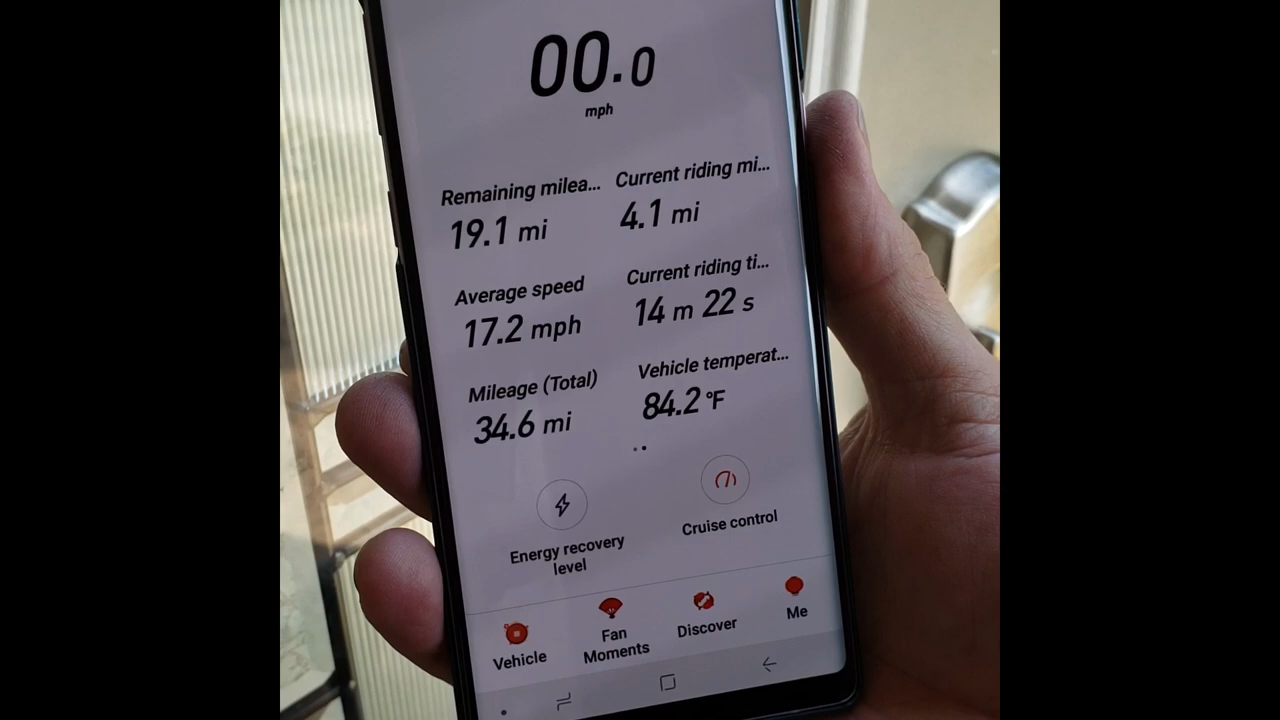 00.0
mph
Remaining milea...
Current riding mi...
19.1 mi
4.1 mi
Average speed
Current riding ti...
17.2 mph
14 m 22 s
Mileage (Total)
Vehicle temperat...
34.6 mi
84.2 °F
Energy recovery
level
Cruise control
Vehicle
Fan
Moments
Discover
Me